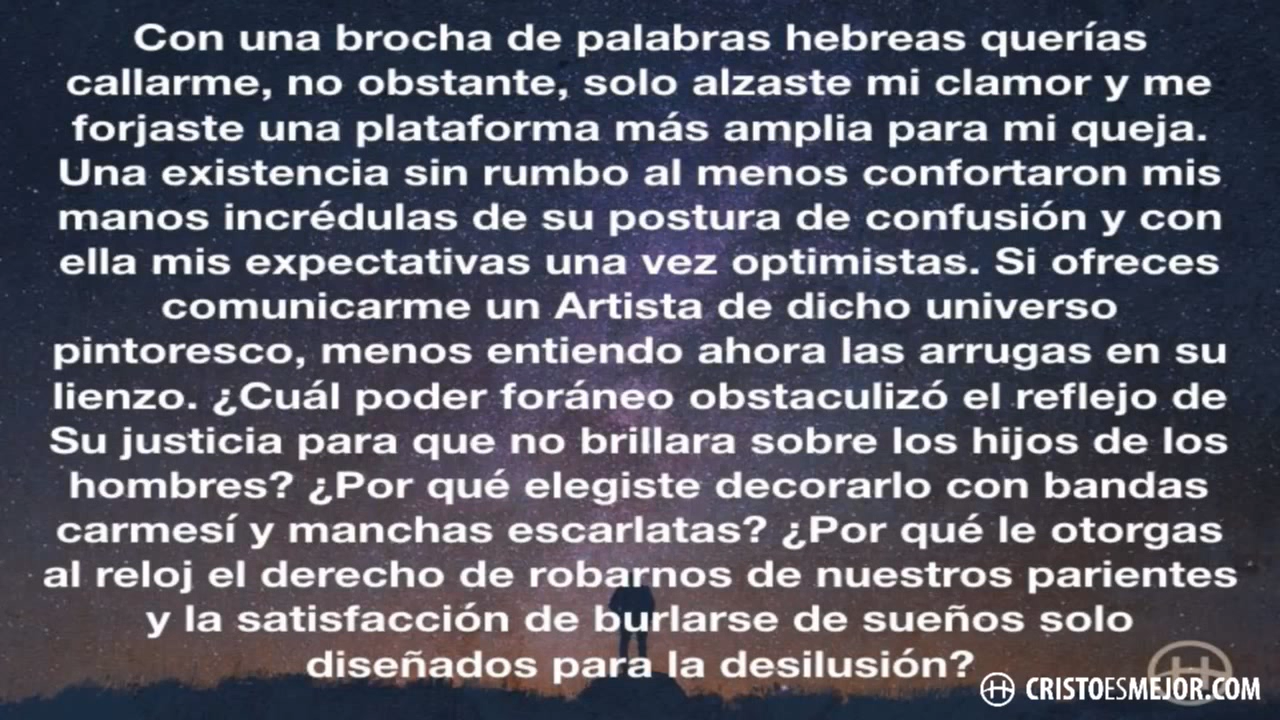 Con una brocha de palabras hebreas querías
callarme, no obstante, solo alzaste mi clamor y me
forjaste una plataforma más amplia para mi queja.
Una existencia sin rumbo al menos confortaron mis
manos incrédulas de su postura de confusión y con
ella mis expectativas una vez optimistas. Si ofreces
comunicarme un Artista de dicho universo
pintoresco, menos entiendo ahora las arrugas en su
lienzo. ¿Cuál poder foráneo obstaculizó el reflejo de
Su justicia para que no brillara sobre los hijos de los
hombres? ¿Por qué elegiste decorarlo con bandas
carmesí y manchas escarlatas? ¿Por qué le otorgas
al reloj el derecho de robarnos de nuestros parientes
y la satisfacción de burlarse de sueños solo
diseñados para la desilusión?
CRISTOESMEJOR.COM